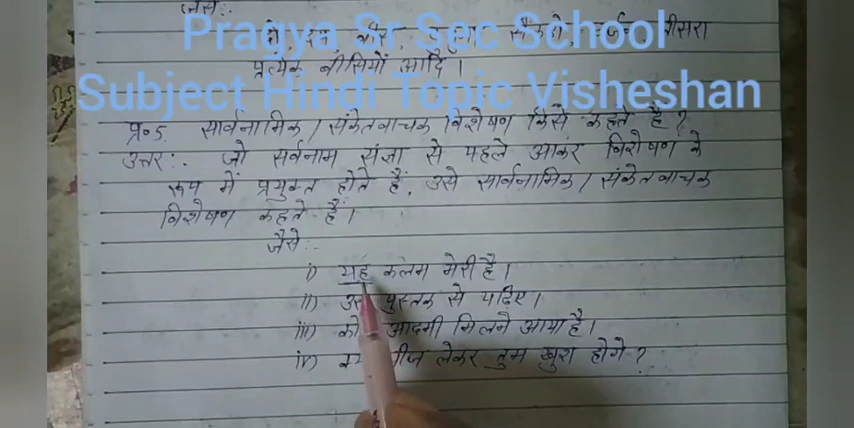 जैसे:-
Pragya Sr Sec School
दो, दस, बीसरा
प्रत्येक, बीसियों आदि।
Subject Hindi Topic Visheshan
प्र०5. सार्वनामिक / संकेतवाचक विशेषण किसे कहते है?
उत्तर:- जो सर्वनाम संज्ञा से पहले आकर विशेषण के
रूप में प्रयुक्त होते हैं, उसे सार्वनामिक / संकेतवाचक
विशेषण कहते हैं।
जैसे:-
i) यह कलम मेरी है।
ii) पुस्तक से पढ़िए।
iii) आदमी मिलने आया है।
iv) लेकर तुम खुश होगे?